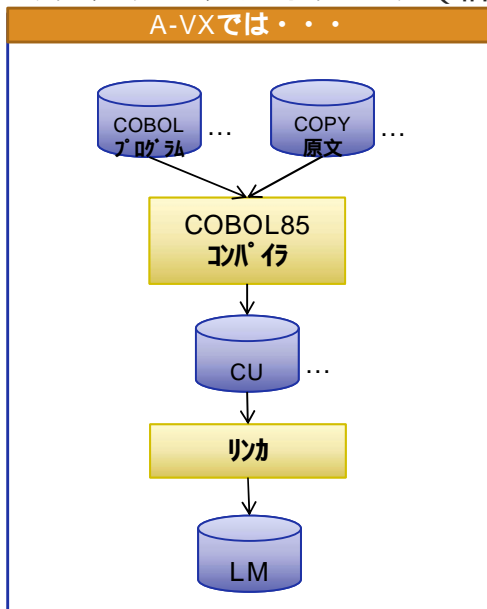 A-VXでは・・・
COBOL
プログラム
…
COPY
原文
…
COBOL85
コンパイラ
CU
…
リンカ
LM